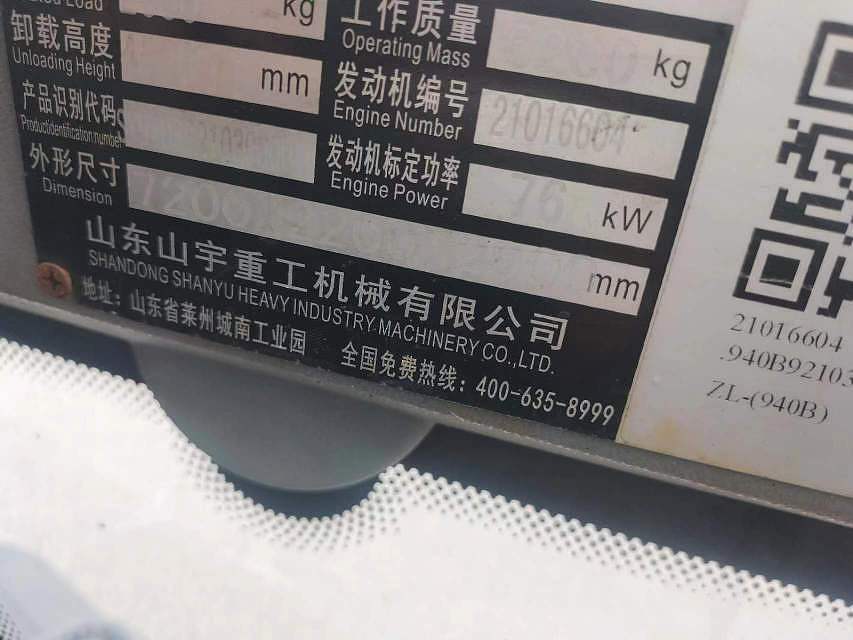 kg
工作质量
Operating Mass
kg
卸载高度
Unloading Height
mm
发动机编号
Engine Number
21016604
产品识别代码
Productidentification number
发动机标定功率
Engine Power
76 kW
外形尺寸
Dimension
mm
山东山宇重工机械有限公司
SHANDONG SHANYU HEAVY INDUSTRY MACHINERY CO.,LTD.
地址：山东省莱州城南工业园
全国免费热线：400-635-8999
21016604
.940B92103
ZL-(940B)